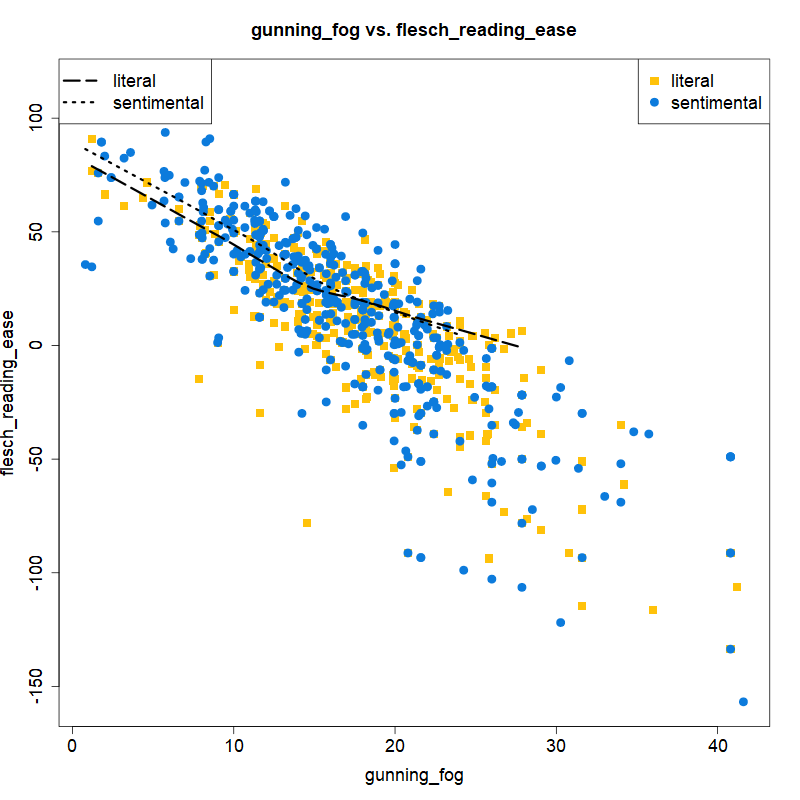 gunning_fog vs. flesch_reading_ease
literal
sentimental
literal
sentimental
flesch_reading_ease
100
50
0
-50
-100
-150
0 10 20 30 40
gunning_fog